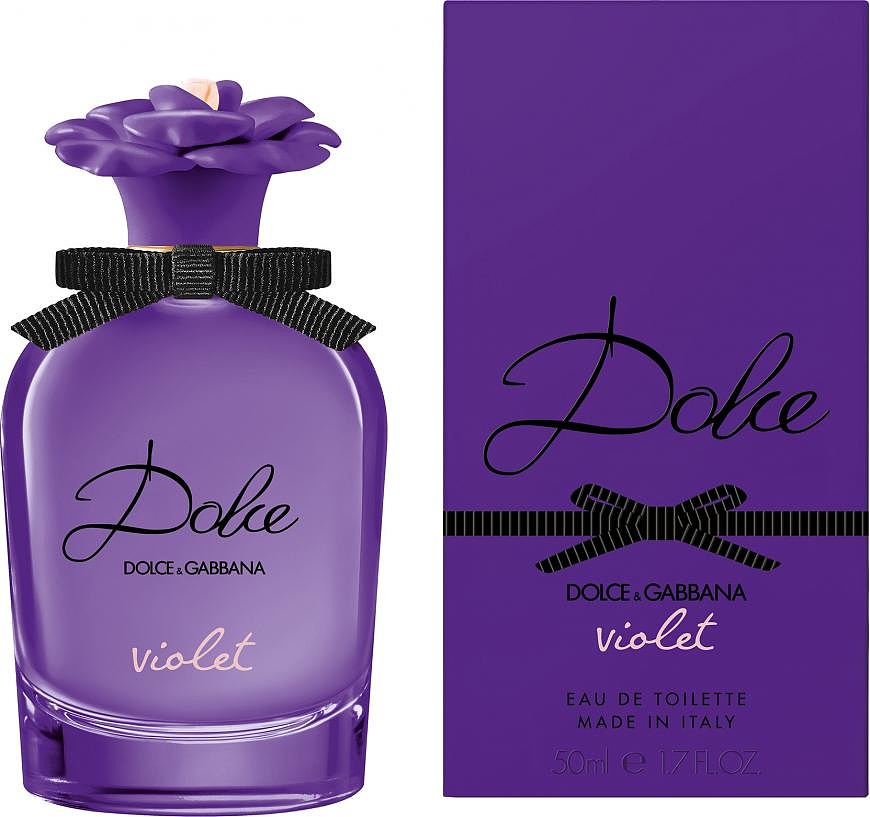 Dolce
DOLCE & GABBANA
violet
Dolce
DOLCE & GABBANA
violet
EAU DE TOILETTE
MADE IN ITALY
50ml ℮ 1.7 FL.OZ.